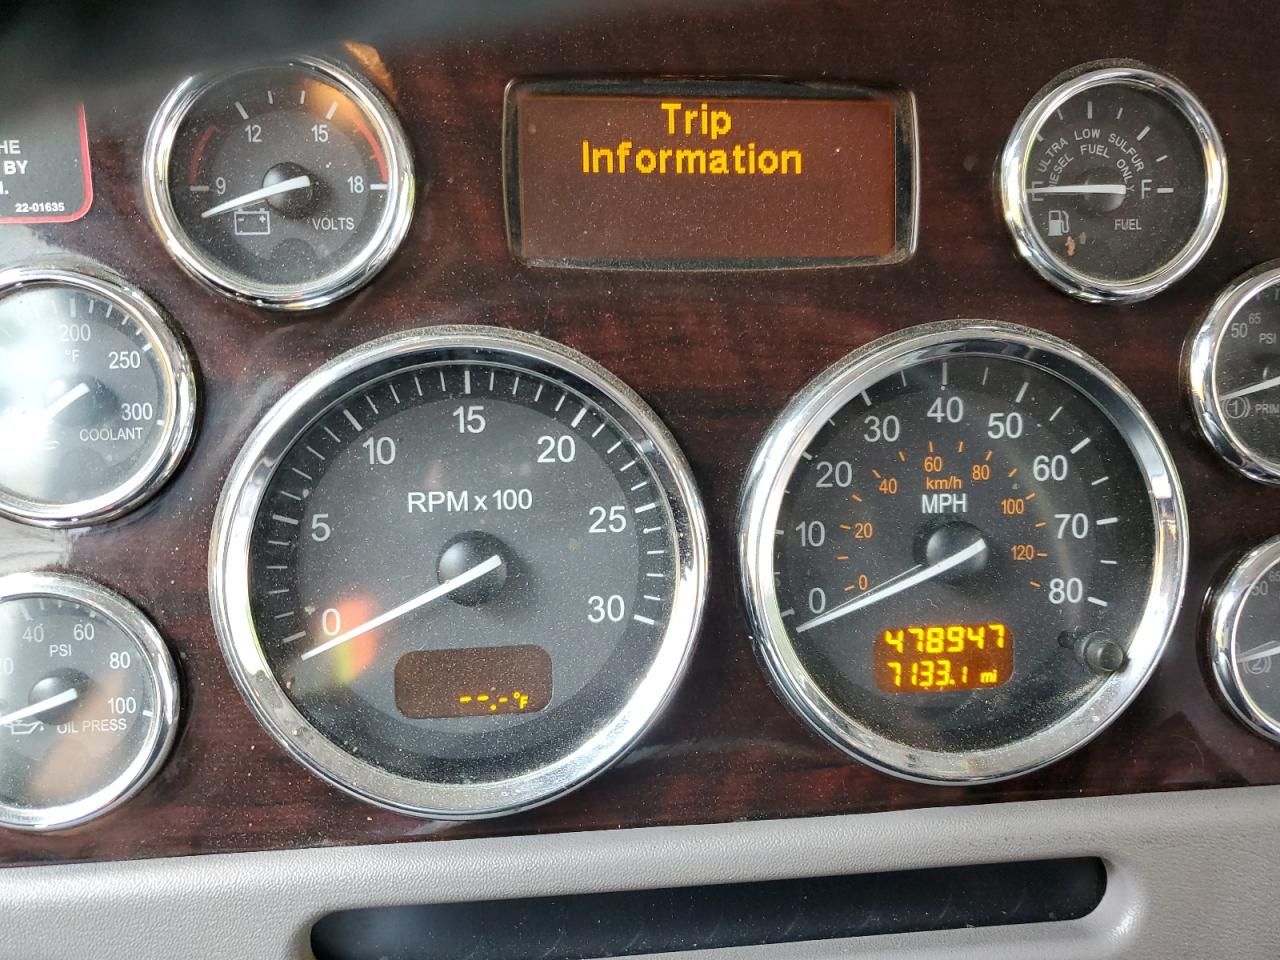 HE
BY
22-01635
9
12
15
18
VOLTS
Trip
Information
ULTRA LOW SULFUR
DIESEL FUEL ONLY
E
F
FUEL
200
°F
250
300
COOLANT
40
60
PSI
80
100
OIL PRESS
0
5
10
15
20
25
30
RPM x 100
--.-°F
0
10
20
30
40
50
60
70
80
0
20
40
60
80
100
120
km/h
MPH
478947
7133.1 mi
50
65
PSI
1
2